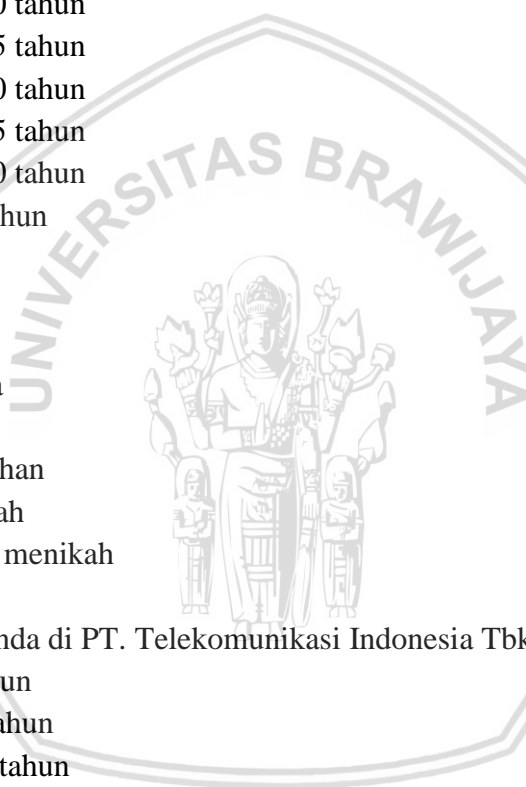 0 tahun
5 tahun
0 tahun
5 tahun
0 tahun
hun
UNIVERSITAS BRAWIJAYA
a
han
ah
menikah
nda di PT. Telekomunikasi Indonesia Tbk
un
ahun
tahun